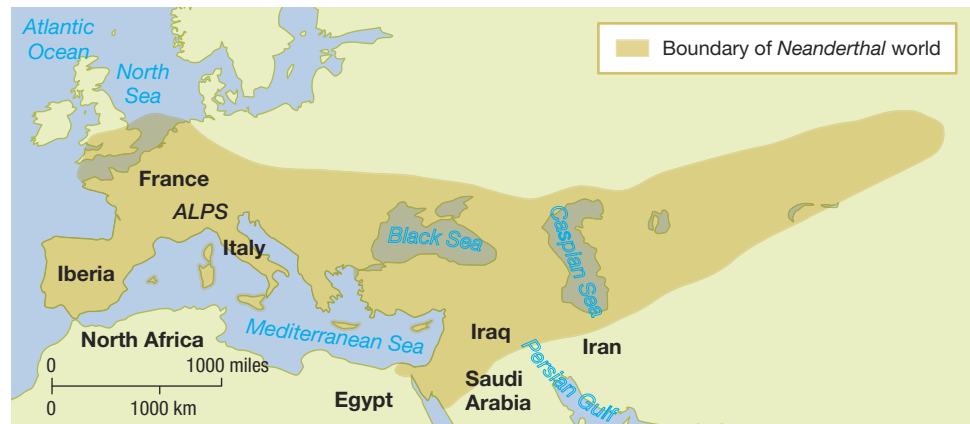 Atlantic
Ocean
North
Sea
Boundary of Neanderthal world
France
ALPS
Italy
Iberia
Black Sea
Caspian Sea
Mediterranean Sea
North Africa
Iraq
Iran
Persian Gulf
Saudi
Arabia
Egypt
0 1000 miles
0 1000 km